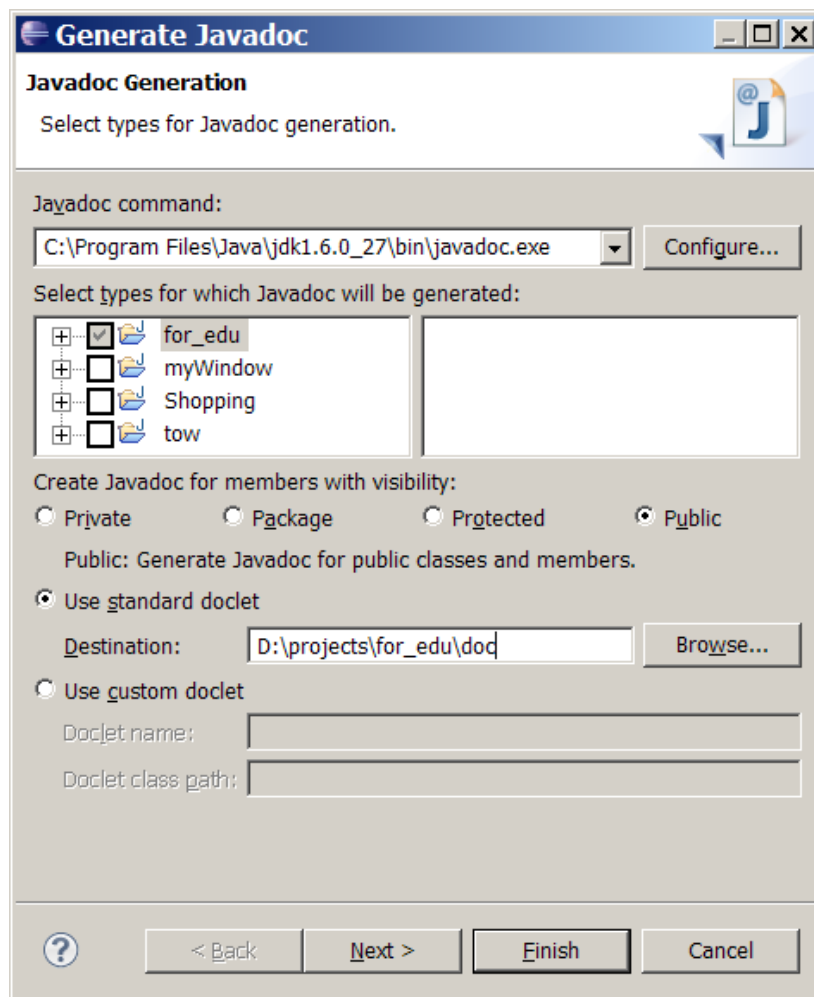 Generate Javadoc
Javadoc Generation
Select types for Javadoc generation.
@J
Javadoc command:
C:\Program Files\Java\jdk1.6.0_27\bin\javadoc.exe Configure...
Select types for which Javadoc will be generated:
for_edu
myWindow
Shopping
tow
Create Javadoc for members with visibility:
Private Package Protected Public
Public: Generate Javadoc for public classes and members.
Use standard doclet
Destination: D:\projects\for_edu\doc Browse...
Use custom doclet
Doclet name:
Doclet class path:
? < Back Next > Finish Cancel